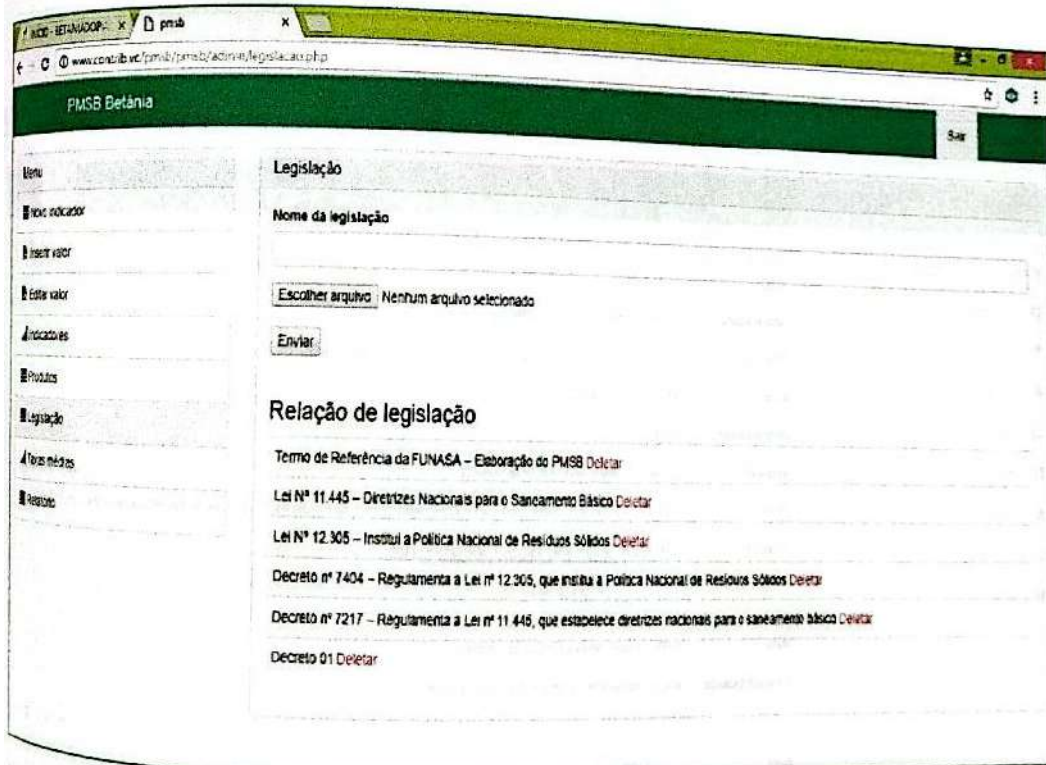 pmsb
PMSB Betânia
Sair
Menu
Novo indicador
Inserir valor
Editar valor
Indicadores
Produtos
Legislação
Taxas médias
Relatório
Legislação
Nome da legislação
Escolher arquivo Nenhum arquivo selecionado
Enviar
Relação de legislação
Termo de Referência da FUNASA – Elaboração do PMSB Deletar
Lei Nº 11.445 – Diretrizes Nacionais para o Saneamento Básico Deletar
Lei Nº 12.305 – Institui a Política Nacional de Resíduos Sólidos Deletar
Decreto nº 7404 – Regulamenta a Lei nº 12.305, que institui a Política Nacional de Resíduos Sólidos Deletar
Decreto nº 7217 – Regulamenta a Lei nº 11.445, que estabelece diretrizes nacionais para o saneamento básico Deletar
Decreto 01 Deletar